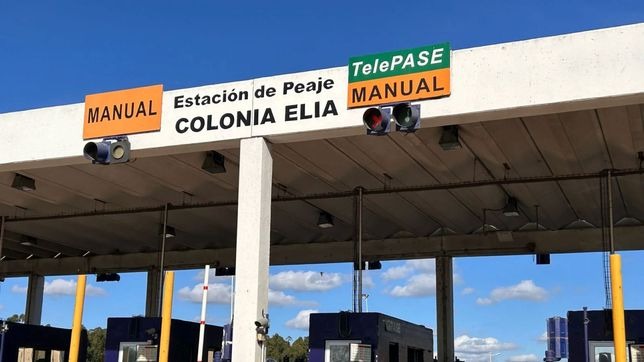 MANUAL
Estación de Peaje
COLONIA ELIA
TelePASE
MANUAL